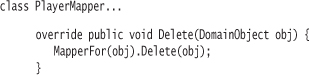 class PlayerMapper...
override public void Delete(DomainObject obj) {
MapperFor(obj).Delete(obj);
}